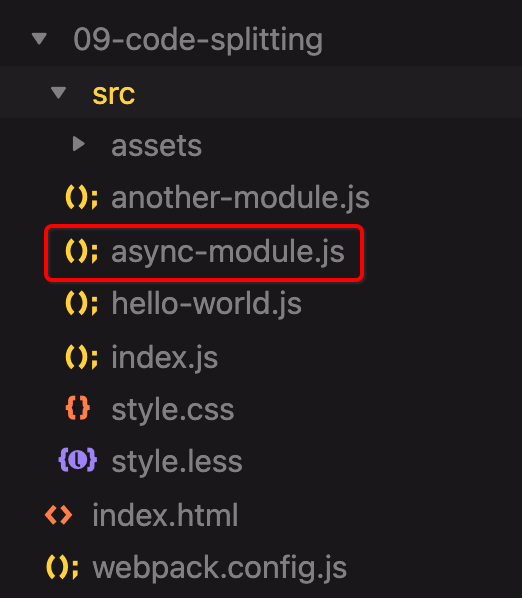 09-code-splitting
src
assets
(); another-module.js
(); async-module.js
(); hello-world.js
(); index.js
{} style.css
{L} style.less
<> index.html
(); webpack.config.js